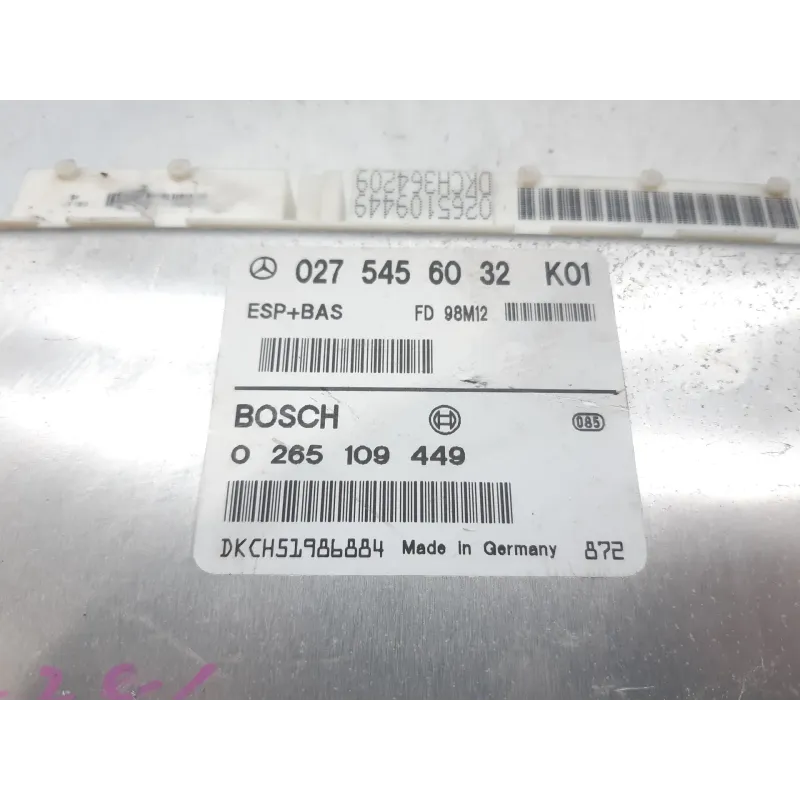 0265109449
DKCH364209
027 545 60 32 K01
ESP+BAS FD 98M12
BOSCH 085
0 265 109 449
DKCH51986884 Made in Germany 872